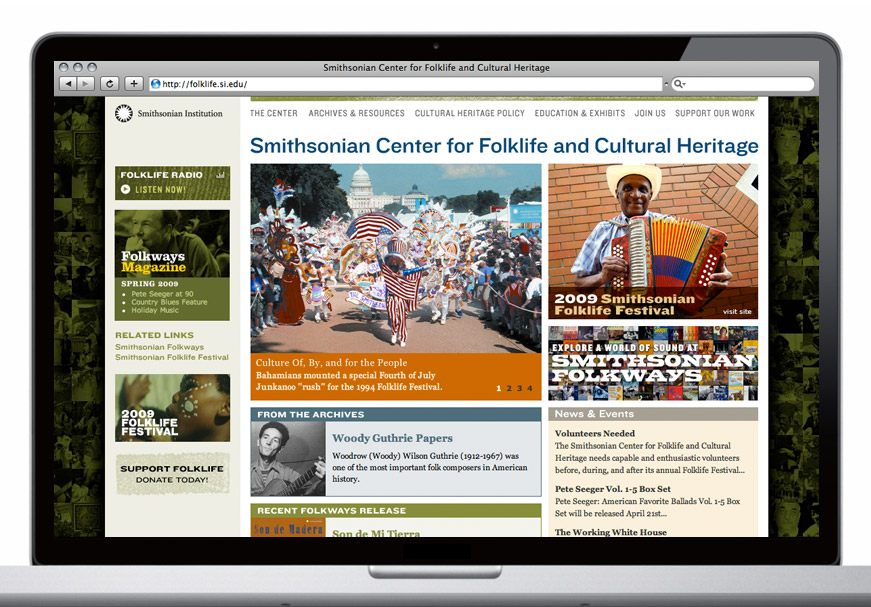 Smithsonian Center for Folklife and Cultural Heritage
http://folklife.si.edu/
Smithsonian Institution
THE CENTER ARCHIVES & RESOURCES CULTURAL HERITAGE POLICY EDUCATION & EXHIBITS JOIN US SUPPORT OUR WORK
Smithsonian Center for Folklife and Cultural Heritage
FOLKLIFE RADIO
LISTEN NOW!
Folkways
Magazine
SPRING 2009
Pete Seeger at 90
Country Blues Feature
Holiday Music
RELATED LINKS
Smithsonian Folkways
Smithsonian Folklife Festival
2009
FOLKLIFE
FESTIVAL
SUPPORT FOLKLIFE
DONATE TODAY!
Culture Of, By, and for the People
Bahamians mounted a special Fourth of July
Junkanoo "rush" for the 1994 Folklife Festival.
1 2 3 4
2009 Smithsonian
Folklife Festival
visit site
EXPLORE A WORLD OF SOUND AT
SMITHSONIAN
FOLKWAYS
FROM THE ARCHIVES
Woody Guthrie Papers
Woodrow (Woody) Wilson Guthrie (1912-1967) was
one of the most important folk composers in American
history.
RECENT FOLKWAYS RELEASE
Son de Madera
Son de Mi Tierra
News & Events
Volunteers Needed
The Smithsonian Center for Folklife and Cultural
Heritage needs capable and enthusiastic volunteers
before, during, and after its annual Folklife Festival...
Pete Seeger Vol. 1-5 Box Set
Pete Seeger: American Favorite Ballads Vol. 1-5 Box
Set will be released April 21st...
The Working White House